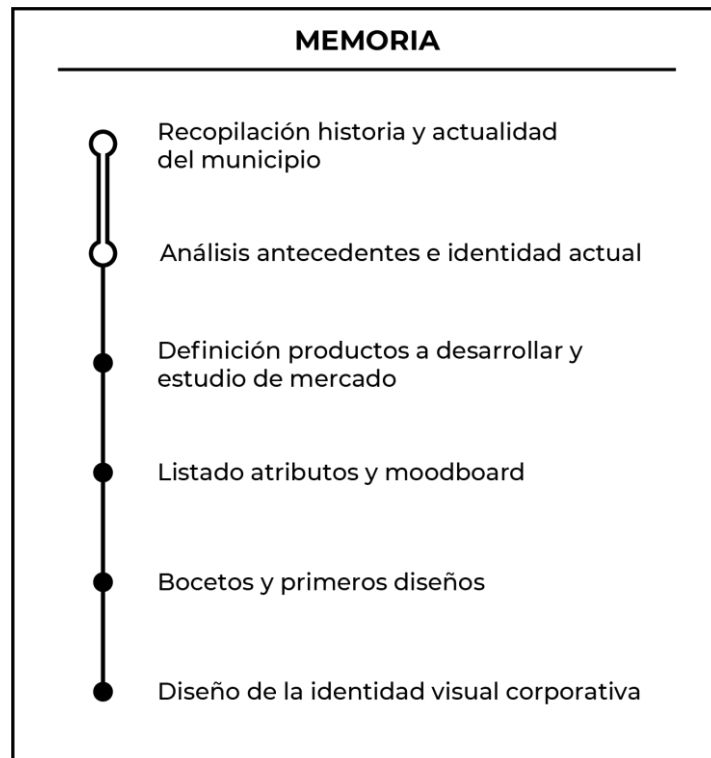 MEMORIA
Recopilación historia y actualidad
del municipio
Análisis antecedentes e identidad actual
Definición productos a desarrollar y
estudio de mercado
Listado atributos y moodboard
Bocetos y primeros diseños
Diseño de la identidad visual corporativa